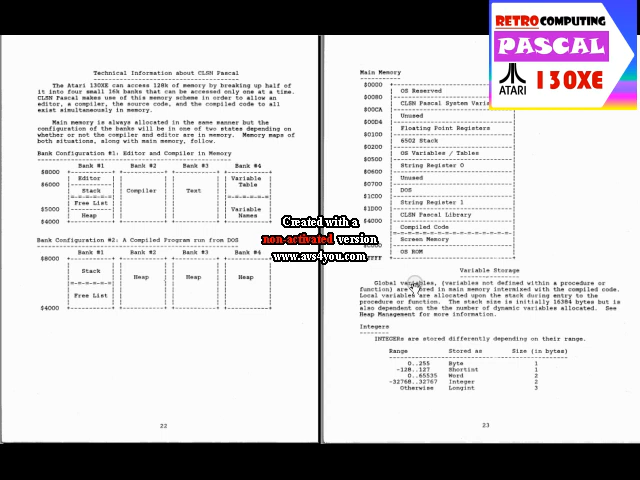 RETROCOMPUTING
PASCAL
ATARI
130XE
Technical Information about CLSN Pascal
The Atari 130XE can access 128k of memory by breaking up half of
it into four small 16k banks that can be accessed only one at a time.
CLSN Pascal makes use of this memory scheme in order to allow an
editor, a compiler, the source code, and the compiled code to all
exist simultaneously in memory.
Main memory is always allocated in the same manner but the
configuration of the banks will be in one of two states depending on
whether or not the compiler and editor are in memory. Memory maps of
both situations, along with main memory, follow.
Bank Configuration #1: Editor and Compiler in Memory
Bank #1 Bank #2 Bank #3 Bank #4
$8000
Editor Variable
$6000 Table
Stack Compiler Text
Free List
$5000 Variable
Heap Names
$4000
Bank Configuration #2: A Compiled Program run from DOS
Bank #1 Bank #2 Bank #3 Bank #4
$8000
Stack Heap Heap Heap
Free List
$4000
22
Main Memory
$0000
OS Reserved
$0080
CLSN Pascal System
$00CA
Unused
$00D4
Floating Point Registers
$0100
6502 Stack
$0200
OS Variables / Tables
$0500
String Register 0
$0600
Unused
$0700
DOS
$1C00
String Register 1
$1D00
CLSN Pascal Library
$4000
Compiled Code
Screen Memory
OS ROM
Variable Storage
Global variables, (variables not defined within a procedure or
function) are stored in main memory intermixed with the compiled code.
Local variables are allocated upon the stack during entry to the
procedure or function. The stack size is initially 16384 bytes but is
also dependent on the the number of dynamic variables allocated. See
Heap Management for more information.
Integers
INTEGERs are stored differently depending on their range.
Range Stored as Size (in bytes)
0..255 Byte 1
-128..127 Shortint 1
0..65535 Word 2
-32768..32767 Integer 2
Otherwise Longint 3
23
Created with a
non-activated version
www.avs4you.com